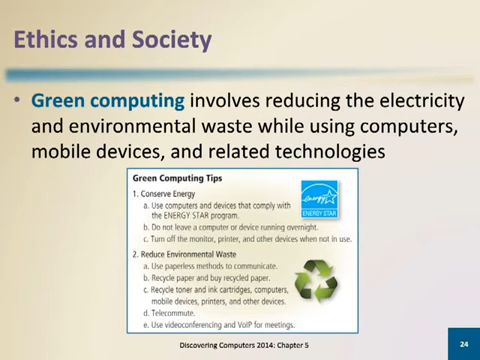 Ethics and Society
• Green computing involves reducing the electricity
and environmental waste while using computers,
mobile devices, and related technologies
Green Computing Tips
1. Conserve Energy
a. Use computers and devices that comply with
the ENERGY STAR program.
b. Do not leave a computer or device running overnight.
c. Turn off the monitor, printer, and other devices when not in use.
energy
ENERGY STAR
2. Reduce Environmental Waste
a. Use paperless methods to communicate.
b. Recycle paper and buy recycled paper.
c. Recycle toner and ink cartridges, computers,
mobile devices, printers, and other devices.
d. Telecommute.
e. Use videoconferencing and VoIP for meetings.
Discovering Computers 2014: Chapter 5
24